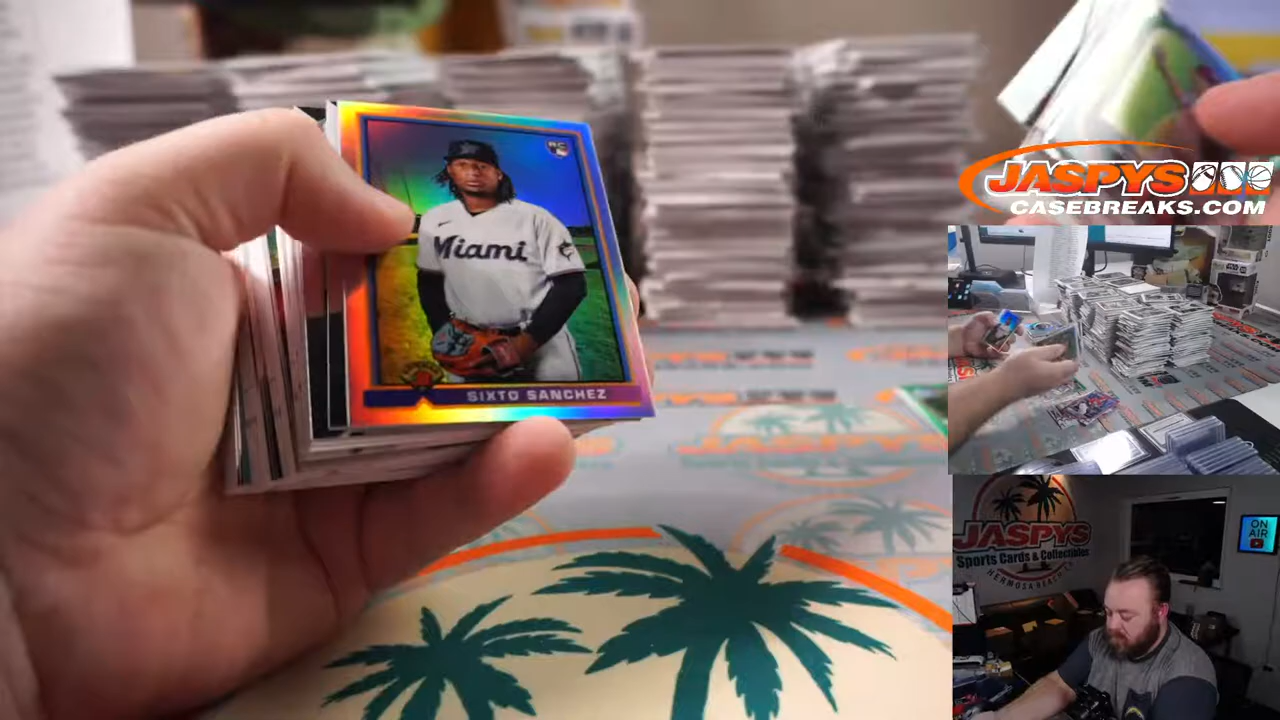 RC
Miami
SIXTO SANCHEZ
JASPYS
CASEBREAKS.COM
JASPYS
Sports Cards & Collectibles
HERMOSA BEACH
ON
AIR